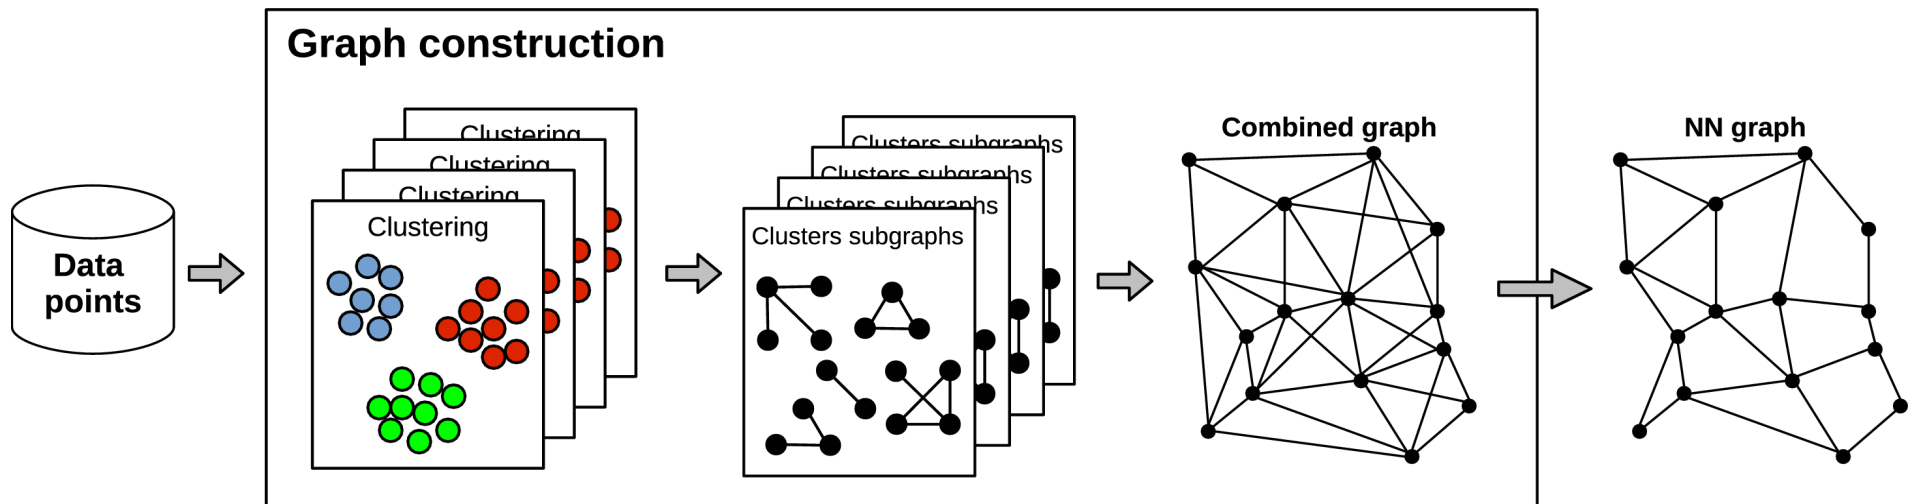 Graph construction
Data
points
Clustering
Clustering
Clustering
Clustering
Clusters subgraphs
Clusters subgraphs
Clusters subgraphs
Clusters subgraphs
Combined graph
NN graph